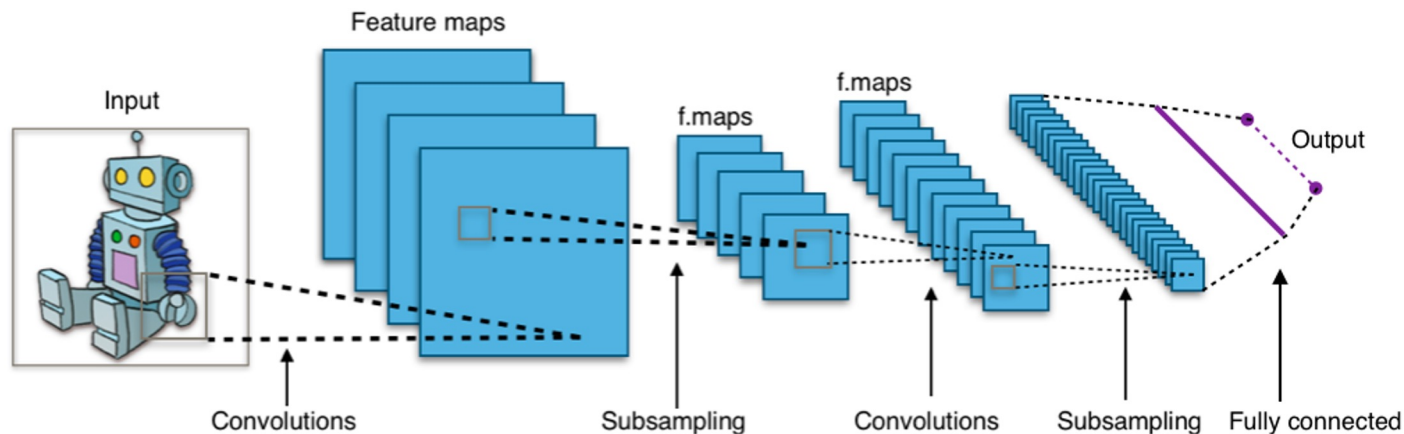 Feature maps
f.maps
Input
f.maps
Output
Convolutions
Subsampling
Convolutions
Subsampling
Fully connected